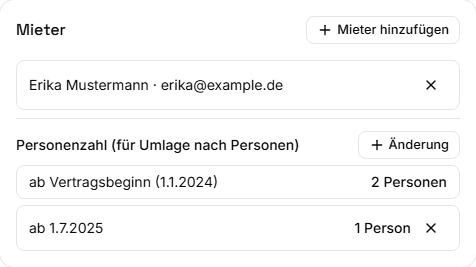 Mieter
+ Mieter hinzufügen
Erika Mustermann · erika@example.de
Personenzahl (für Umlage nach Personen)
+ Änderung
ab Vertragsbeginn (1.1.2024)
2 Personen
ab 1.7.2025
1 Person